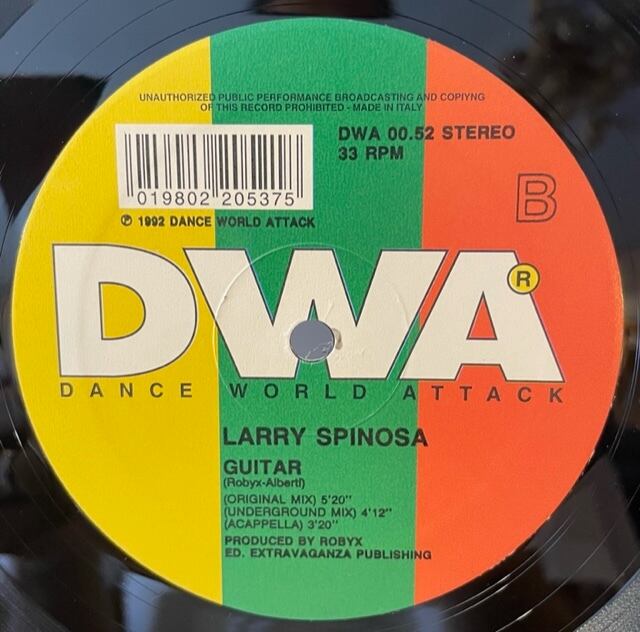 UNAUTHORIZED PUBLIC PERFORMANCE BROADCASTING AND COPIYNG
OF THIS RECORD PROHIBITED - MADE IN ITALY
DWA 00.52 STEREO
33 RPM
019802 205375
B
℗ 1992 DANCE WORLD ATTACK
DWA®
DANCE WORLD ATTACK
LARRY SPINOSA
GUITAR
(Robyx-Alberti)
(ORIGINAL MIX) 5'20"
(UNDERGROUND MIX) 4'12"
(ACAPPELLA) 3'20"
PRODUCED BY ROBYX
ED. EXTRAVAGANZA PUBLISHING